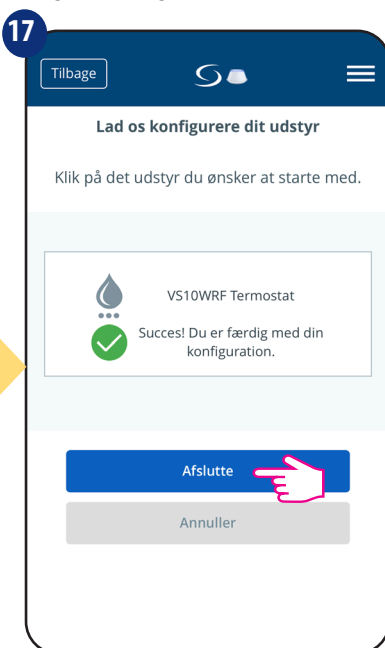 17
Tilbage
Lad os konfigurere dit udstyr
Klik på det udstyr du ønsker at starte med.
VS10WRF Termostat
Succes! Du er færdig med din
konfiguration.
Afslutte
Annuller